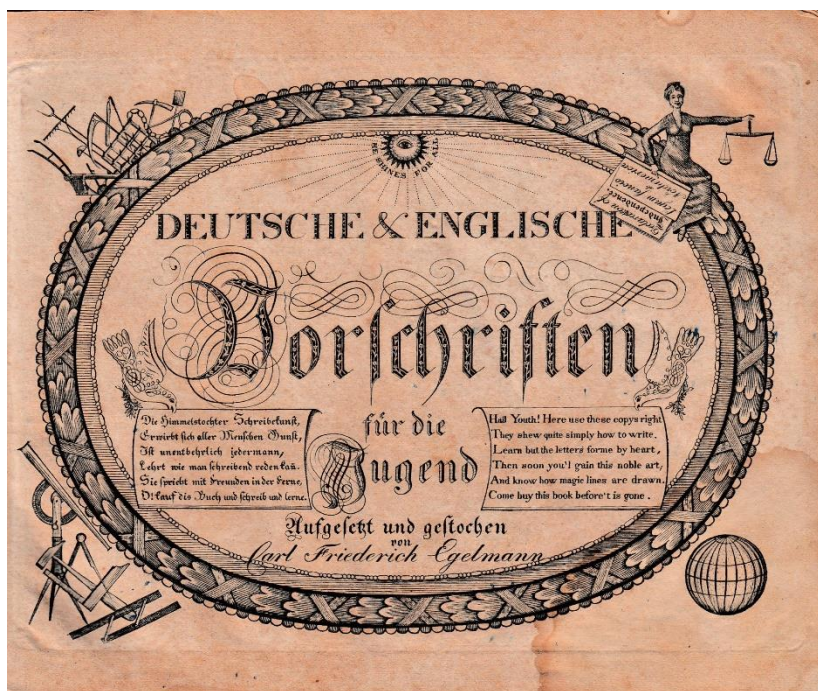 HE SHINES FOR ALL
Declaration of
Independence
DEUTSCHE & ENGLISCHE
Vorschriften
für die
Jugend
Die Himmelstochter Schreibekunst,
Erwirbt sich aller Menschen Gunst,
Ist unentbehrlich jedermann,
Lehrt wie man schreibend reden kañ.
Sie spricht mit Freunden in der Ferne,
O! kauf dis Buch und schreib und lerne.
Hail Youth! Here use these copys right
They shew quite simply how to write.
Learn but the letters forme by heart,
Then soon you'l gain this noble art,
And know how magic lines are drawn.
Come buy this book before't is gone.
Aufgesetzt und gestochen
von
Carl Friederich Egelmann